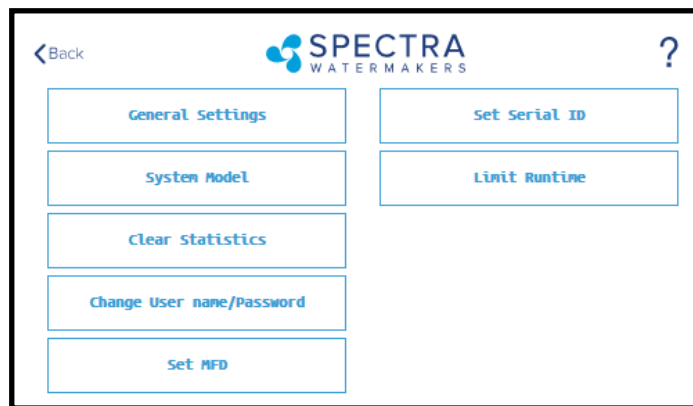 Back
SPECTRA
WATERMAKERS
?
General Settings
Set Serial ID
System Model
Limit Runtime
Clear Statistics
Change User name/Password
Set MFD